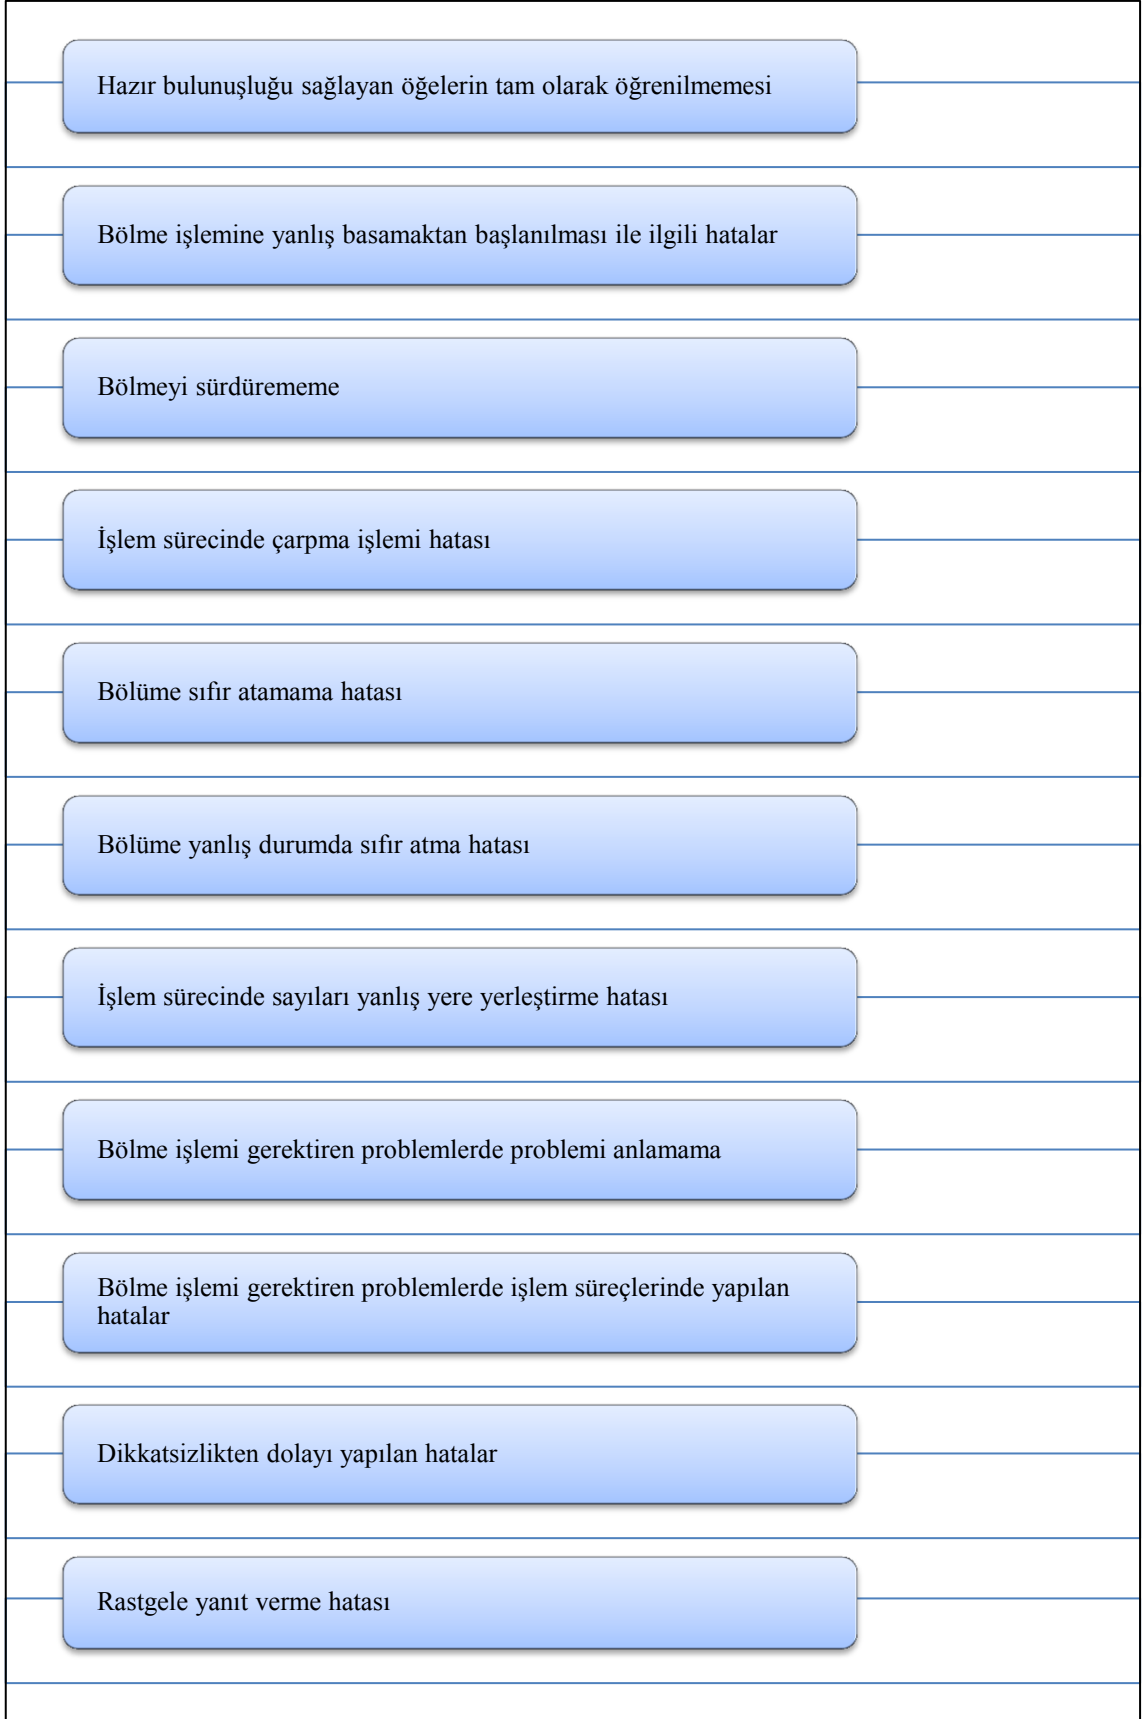 Hazır bulunuşluğu sağlayan öğelerin tam olarak öğrenilmemesi
Bölme işlemine yanlış basamaktan başlanılması ile ilgili hatalar
Bölmeyi sürdürememe
İşlem sürecinde çarpma işlemi hatası
Bölüme sıfır atamama hatası
Bölüme yanlış durumda sıfır atma hatası
İşlem sürecinde sayıları yanlış yere yerleştirme hatası
Bölme işlemi gerektiren problemlerde problemi anlamama
Bölme işlemi gerektiren problemlerde işlem süreçlerinde yapılan
hatalar
Dikkatsizlikten dolayı yapılan hatalar
Rastgele yanıt verme hatası